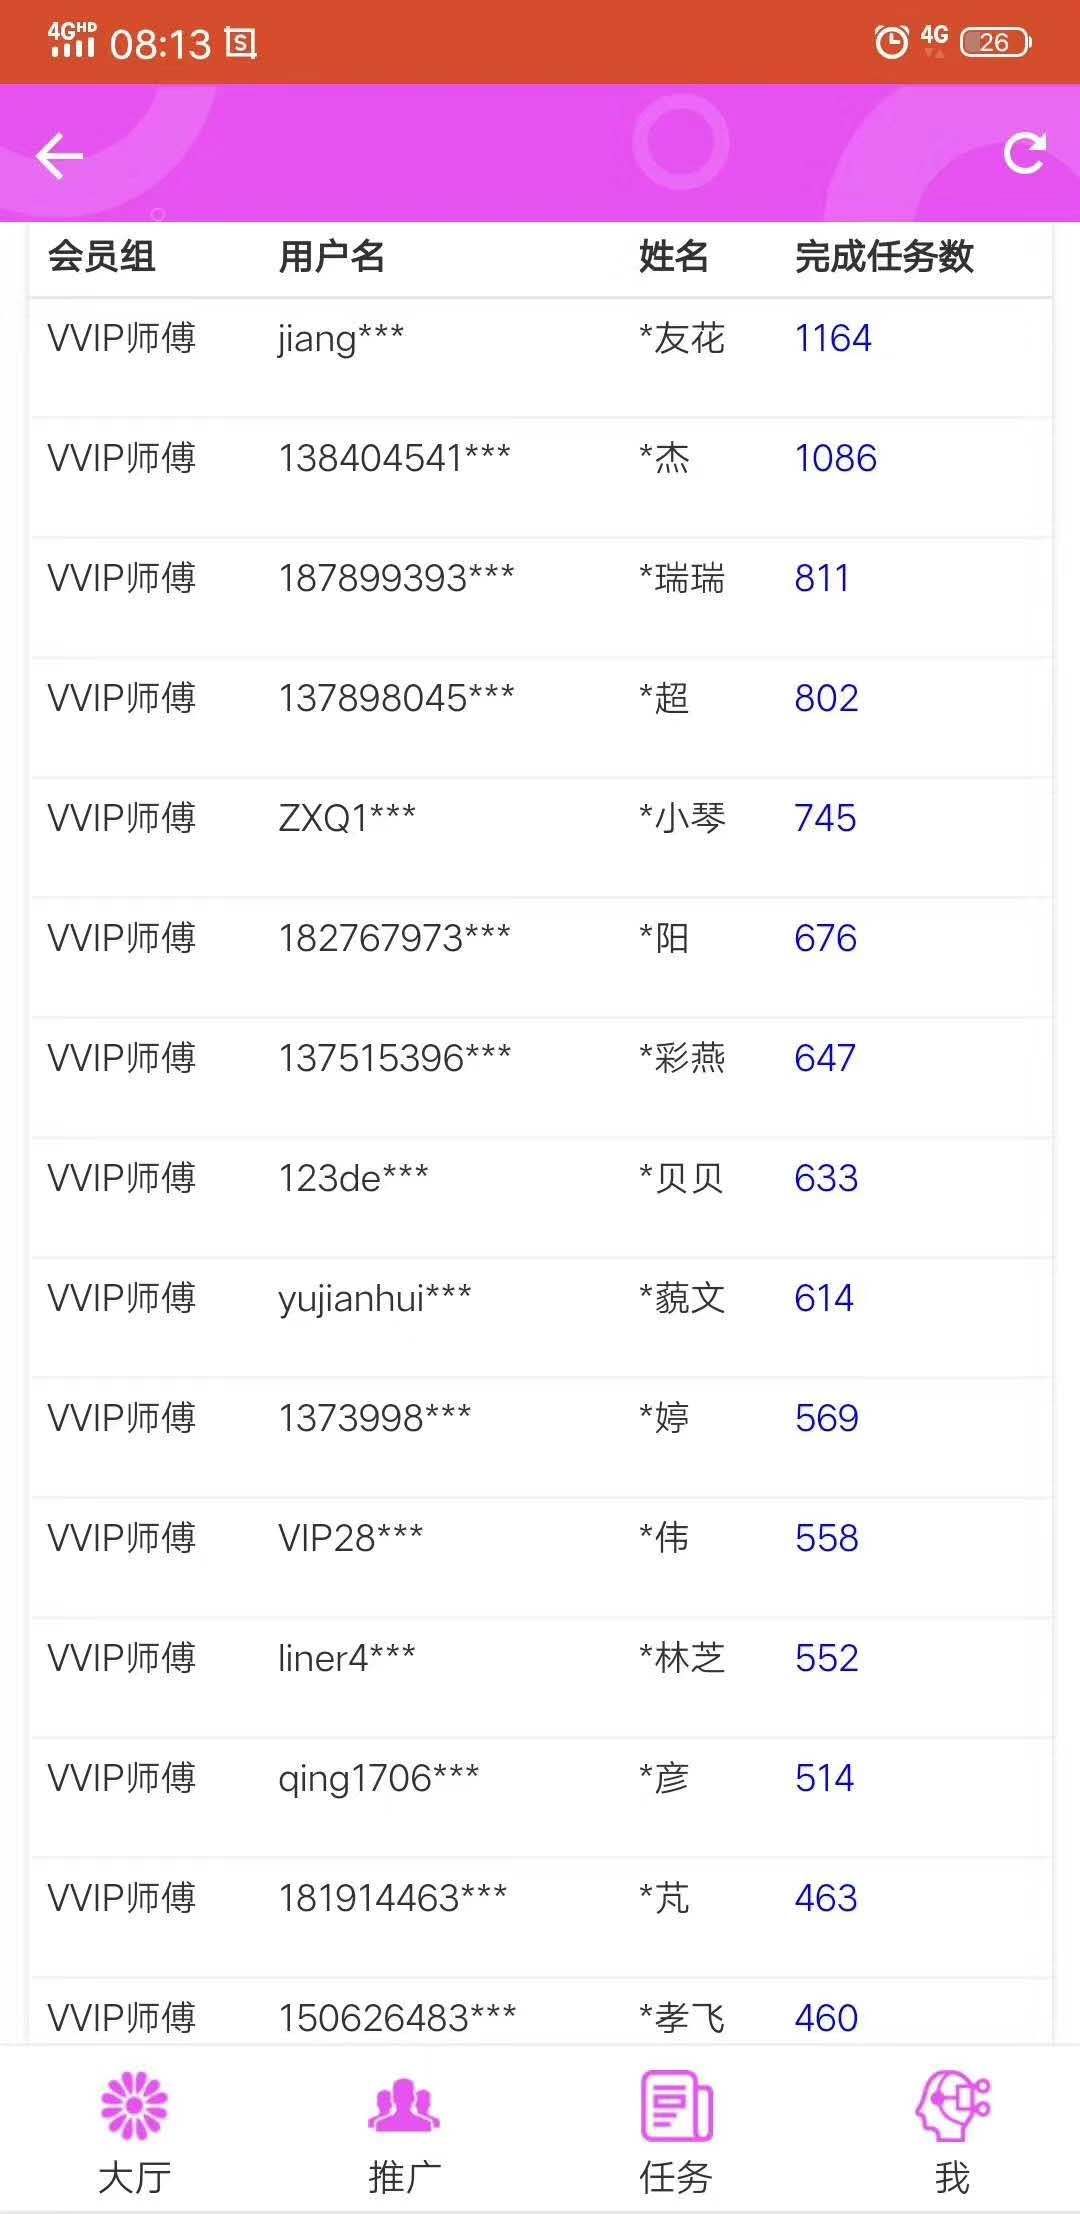 4GHD 08:13 4G 26
会员组 用户名 姓名 完成任务数
VVIP师傅 jiang*** *友花 1164
VVIP师傅 138404541*** *杰 1086
VVIP师傅 187899393*** *瑞瑞 811
VVIP师傅 137898045*** *超 802
VVIP师傅 ZXQ1*** *小琴 745
VVIP师傅 182767973*** *阳 676
VVIP师傅 137515396*** *彩燕 647
VVIP师傅 123de*** *贝贝 633
VVIP师傅 yujianhui*** *藐文 614
VVIP师傅 1373998*** *婷 569
VVIP师傅 VIP28*** *伟 558
VVIP师傅 liner4*** *林芝 552
VVIP师傅 qing1706*** *彦 514
VVIP师傅 181914463*** *芃 463
VVIP师傅 150626483*** *孝飞 460
大厅 推广 任务 我